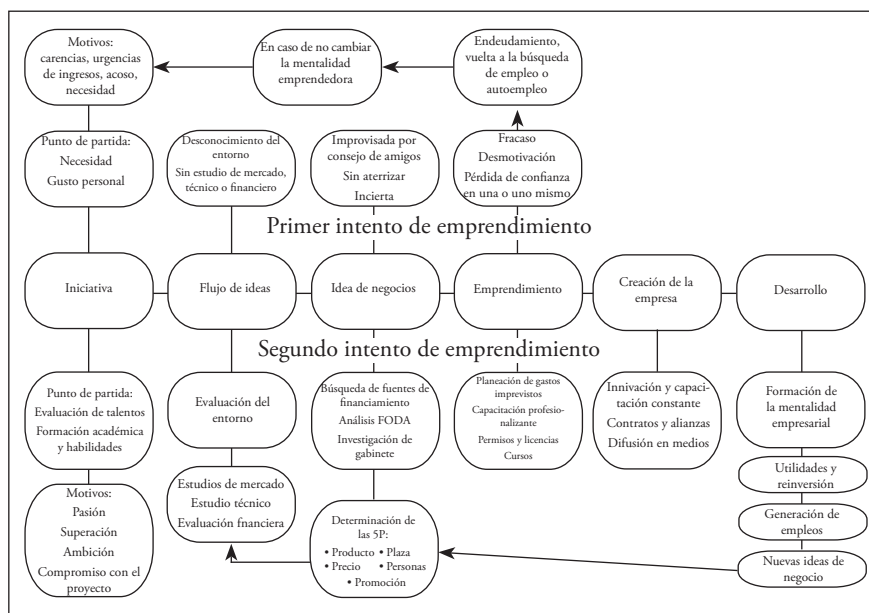 Motivos:
carencias, urgencias
de ingresos, acoso,
necesidad
En caso de no cambiar
la mentalidad
emprendedora
Endeudamiento,
vuelta a la búsqueda
de empleo o
autoempleo
Punto de partida:
Necesidad
Gusto personal
Desconocimiento del
entorno
Sin estudio de mercado,
técnico o financiero
Improvisada por
consejo de amigos
Sin aterrizar
Incierta
Fracaso
Desmotivación
Pérdida de confianza
en una o uno mismo
Primer intento de emprendimiento
Iniciativa
Flujo de ideas
Idea de negocios
Emprendimiento
Creación de la
empresa
Desarrollo
Segundo intento de emprendimiento
Punto de partida:
Evaluación de talentos
Formación académica
y habilidades
Evaluación del
entorno
Búsqueda de fuentes de
financiamiento
Análisis FODA
Investigación de
gabinete
Planeación de gastos
imprevistos
Capacitación profesio-
nalizante
Permisos y licencias
Cursos
Innivación y capaci-
tación constante
Contratos y alianzas
Difusión en medios
Formación de
la mentalidad
empresarial
Utilidades y
reinversión
Generación de
empleos
Nuevas ideas de
negocio
Motivos:
Pasión
Superación
Ambición
Compromiso con el
proyecto
Estudios de mercado
Estudio técnico
Evaluación fnanciera
Determinación de
las 5P:
• Producto • Plaza
• Precio • Personas
• Promoción